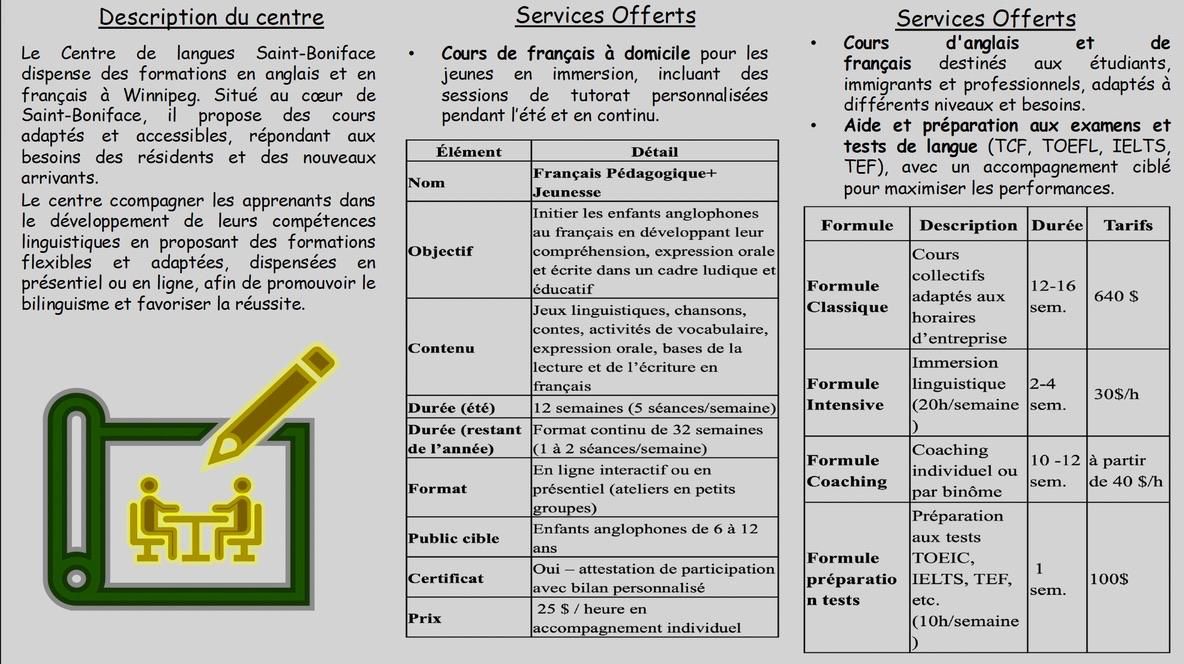 Description du centre
Le Centre de langues Saint-Boniface
dispense des formations en anglais et en
français à Winnipeg. Situé au cœur de
Saint-Boniface, il propose des cours
adaptés et accessibles, répondant aux
besoins des résidents et des nouveaux
arrivants.
Le centre ccompagner les apprenants dans
le développement de leurs compétences
linguistiques en proposant des formations
flexibles et adaptées, dispensées en
présentiel ou en ligne, afin de promouvoir le
bilinguisme et favoriser la réussite.
Services Offerts
• Cours de français à domicile pour les
jeunes en immersion, incluant des
sessions de tutorat personnalisées
pendant l'été et en continu.
Élément Détail
Nom Français Pédagogique+
Jeunesse
Objectif Initier les enfants anglophones
au français en développant leur
compréhension, expression orale
et écrite dans un cadre ludique et
éducatif
Contenu Jeux linguistiques, chansons,
contes, activités de vocabulaire,
expression orale, bases de la
lecture et de l'écriture en
français
Durée (été) 12 semaines (5 séances/semaine)
Durée (restant
de l'année) Format continu de 32 semaines
(1 à 2 séances/semaine)
Format En ligne interactif ou en
présentiel (ateliers en petits
groupes)
Public cible Enfants anglophones de 6 à 12
ans
Certificat Oui – attestation de participation
avec bilan personnalisé
Prix 25 $ / heure en
accompagnement individuel
Services Offerts
• Cours d'anglais et de
français destinés aux étudiants,
immigrants et professionnels, adaptés à
différents niveaux et besoins.
• Aide et préparation aux examens et
tests de langue (TCF, TOEFL, IELTS,
TEF), avec un accompagnement ciblé
pour maximiser les performances.
Formule Description Durée Tarifs
Formule
Classique
Cours
collectifs
adaptés aux
horaires
d'entreprise
12-16
sem.
640 $
Formule
Intensive
Immersion
linguistique
(20h/semaine
)
2-4
sem.
30$/h
Formule
Coaching
Coaching
individuel ou
par binôme
10 -12
sem.
à partir
de 40 $/h
Formule
préparatio
n tests
Préparation
aux tests
TOEIC,
IELTS, TEF,
etc.
(10h/semaine
)
1
sem.
100$